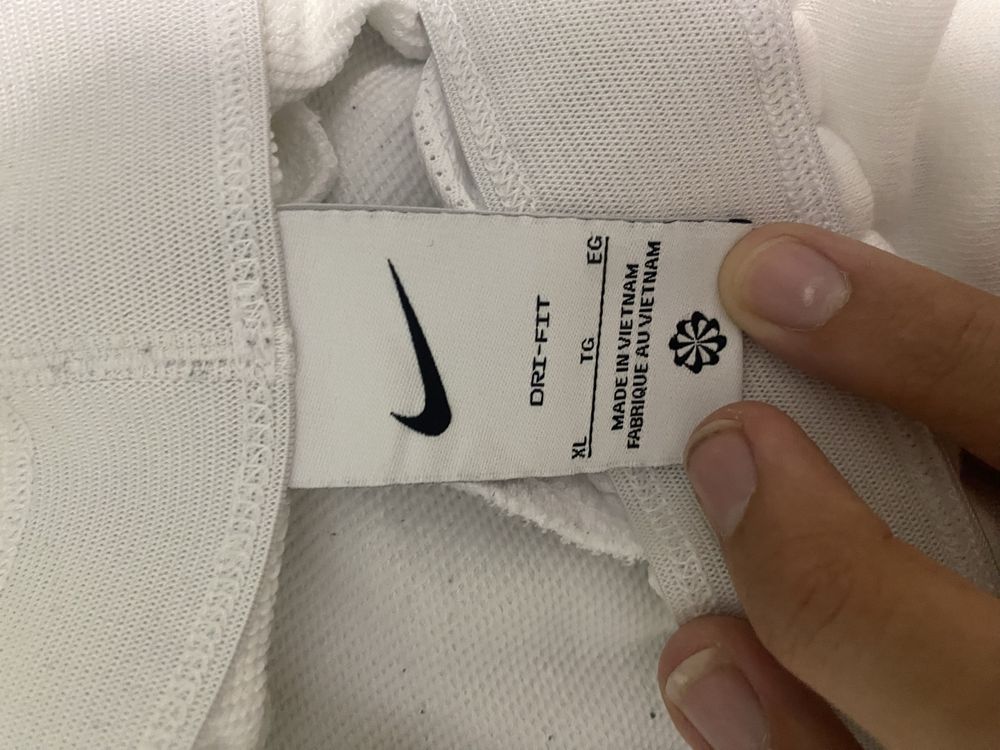 DRI-FIT
XL TG EG
MADE IN VIETNAM
FABRIQUE AU VIETNAM